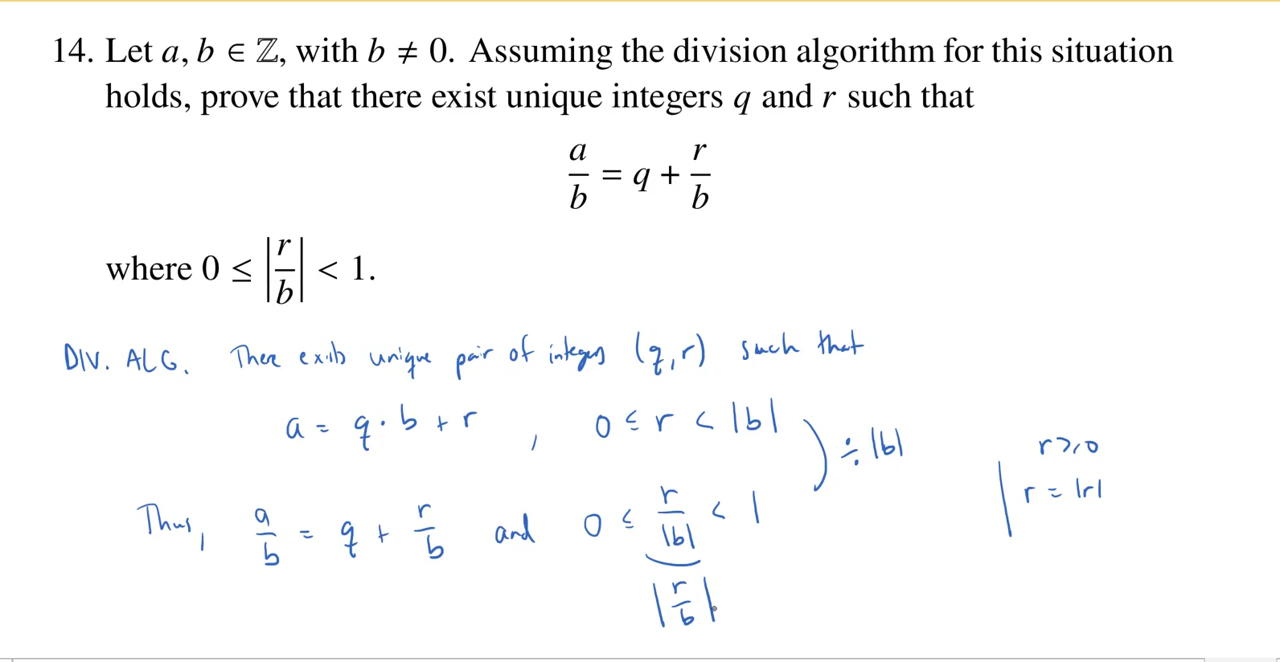 14. Let a, b ∈ ℤ, with b ≠ 0. Assuming the division algorithm for this situation
holds, prove that there exist unique integers q and r such that
a/b = q + r/b
where 0 ≤ |r/b| < 1.
DIV. ALG. There exists unique pair of integers (q, r) such that
a = q · b + r , 0 ≤ r < |b|
) ÷ |b|
r ≥ 0
r = |r|
Thus, a/b = q + r/b and 0 ≤ r/|b| < 1
|r/b|